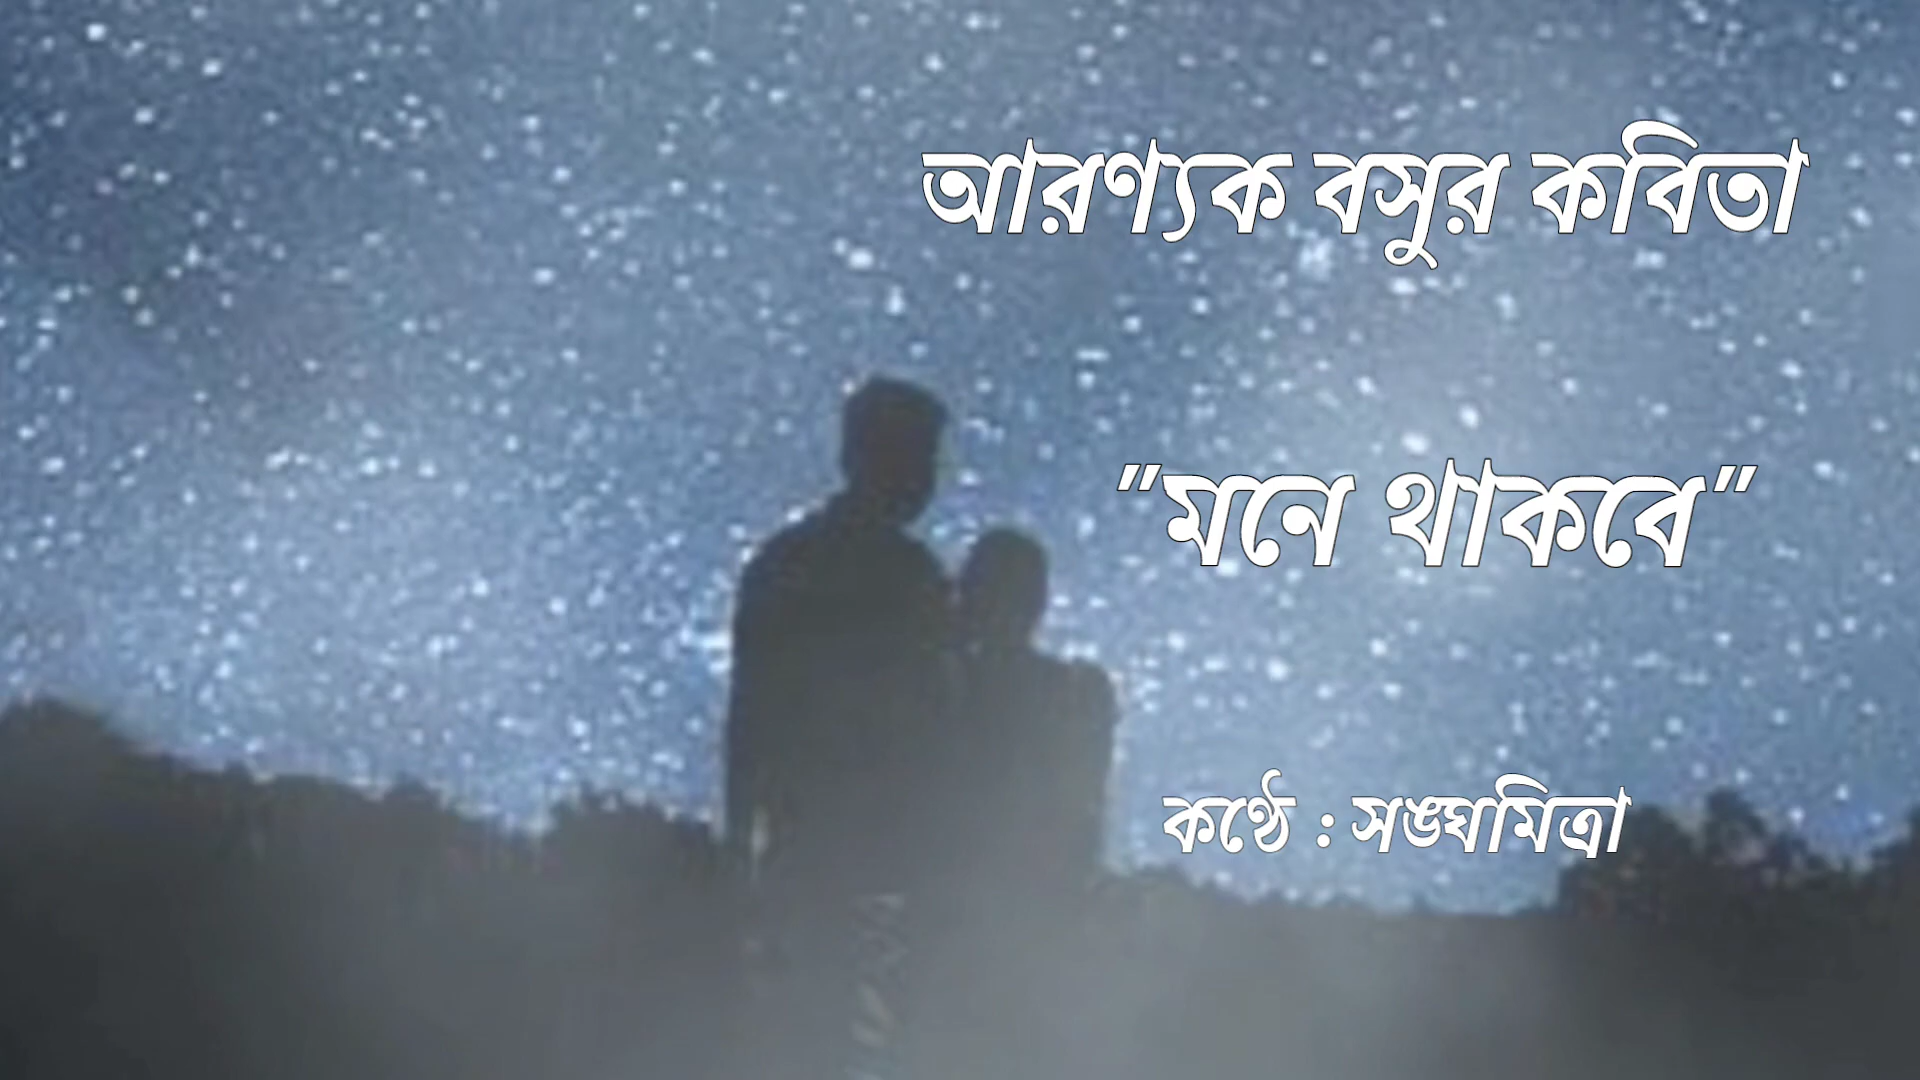 আরণ্যক বসুর কবিতা
"মনে থাকবে"
কণ্ঠে : সঙ্ঘমিত্রা